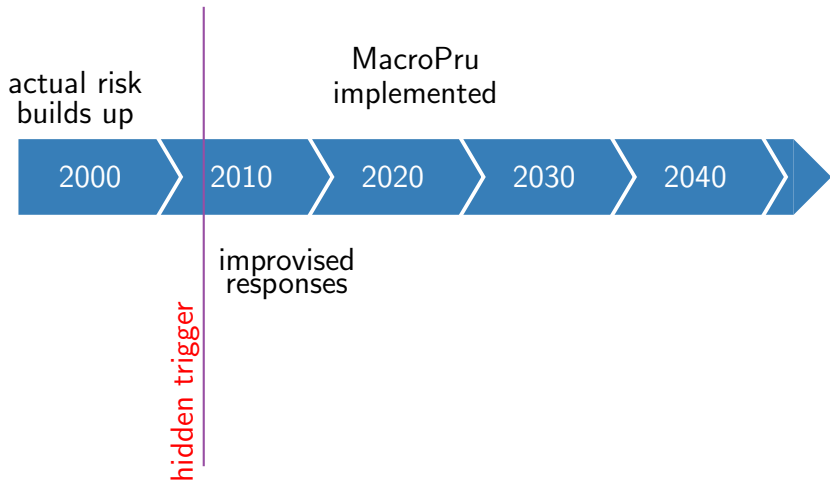 actual risk
builds up
MacroPru
implemented
2000
2010
2020
2030
2040
improvised
responses
hidden trigger